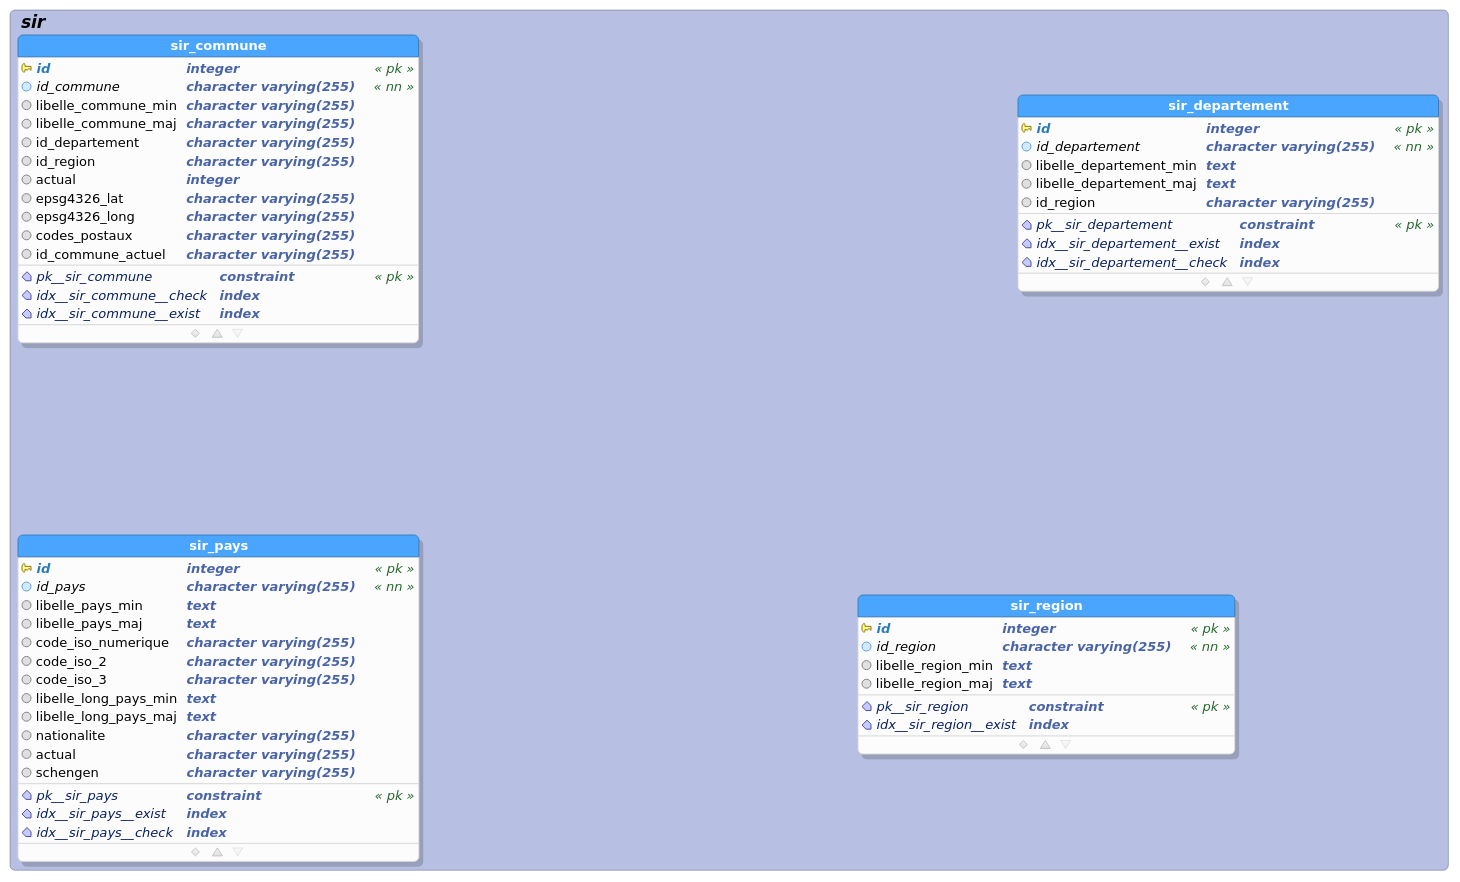 sir
sir_commune
id integer « pk »
id_commune character varying(255) « nn »
libelle_commune_min character varying(255)
libelle_commune_maj character varying(255)
id_departement character varying(255)
id_region character varying(255)
actual integer
epsg4326_lat character varying(255)
epsg4326_long character varying(255)
codes_postaux character varying(255)
id_commune_actuel character varying(255)
pk__sir_commune constraint « pk »
idx__sir_commune__check index
idx__sir_commune__exist index
sir_departement
id integer « pk »
id_departement character varying(255) « nn »
libelle_departement_min text
libelle_departement_maj text
id_region character varying(255)
pk__sir_departement constraint « pk »
idx__sir_departement__exist index
idx__sir_departement__check index
sir_pays
id integer « pk »
id_pays character varying(255) « nn »
libelle_pays_min text
libelle_pays_maj text
code_iso_numerique character varying(255)
code_iso_2 character varying(255)
code_iso_3 character varying(255)
libelle_long_pays_min text
libelle_long_pays_maj text
nationalite character varying(255)
actual character varying(255)
schengen character varying(255)
pk__sir_pays constraint « pk »
idx__sir_pays__exist index
idx__sir_pays__check index
sir_region
id integer « pk »
id_region character varying(255) « nn »
libelle_region_min text
libelle_region_maj text
pk__sir_region constraint « pk »
idx__sir_region__exist index